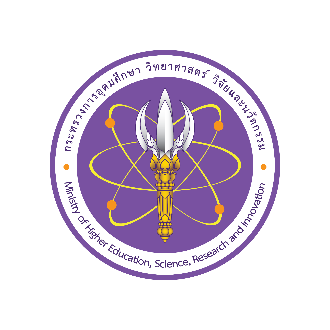 กระทรวงการอุดมศึกษา วิทยาศาสตร์ วิจัยและนวัตกรรม
Ministry of Higher Education, Science, Research and Innovation